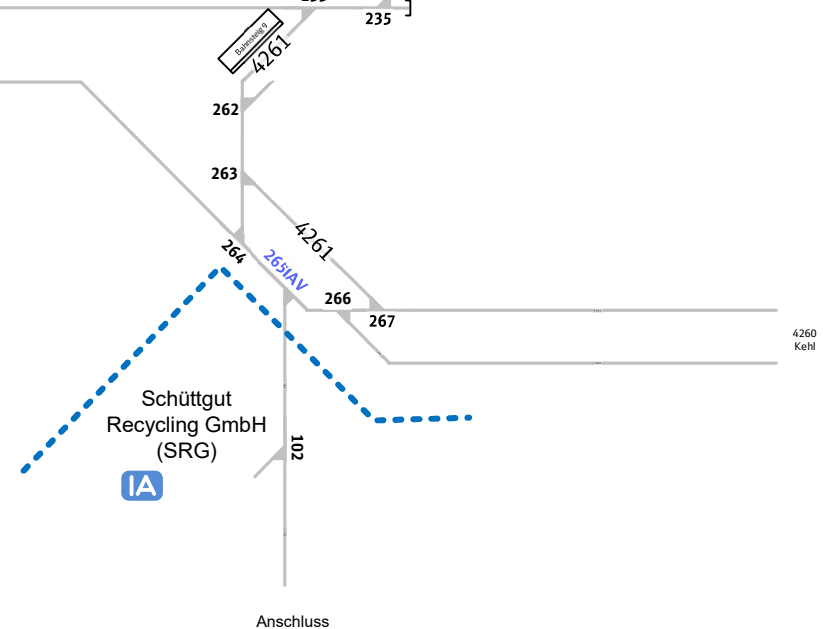 235
Bahnsteig 9
4261
262
263
4261
264
265IAV
266
267
4260
Kehl
Schüttgut
Recycling GmbH
(SRG)
102
IA
Anschluss